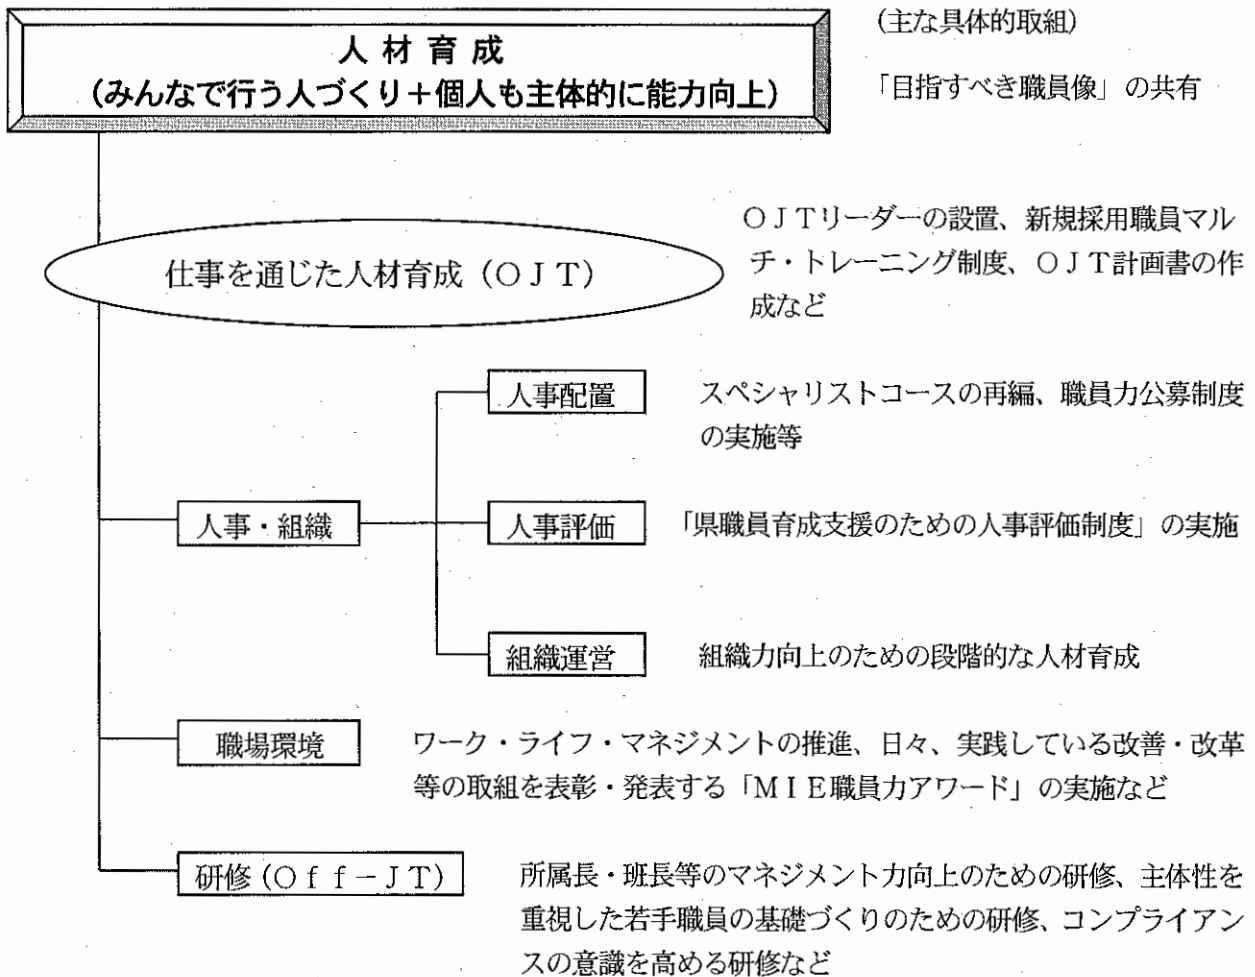 人材育成
(みんなで行う人づくり+個人も主体的に能力向上)
(主な具体的取組)
「目指すべき職員像」の共有
仕事を通じた人材育成(OJT)
OJTリーダーの設置、新規採用職員マル
チ・トレーニング制度、OJT計画書の作
成など
人事・組織
人事配置
スペシャリストコースの再編、職員力公募制度
の実施等
人事評価
「県職員育成支援のための人事評価制度」の実施
組織運営
組織力向上のための段階的な人材育成
職場環境
ワーク・ライフ・マネジメントの推進、日々、実践している改善・改革
等の取組を表彰・発表する「MIE職員力アワード」の実施など
研修(Off-JT)
所属長・班長等のマネジメント力向上のための研修、主体性を
重視した若手職員の基礎づくりのための研修、コンプライアン
スの意識を高める研修など